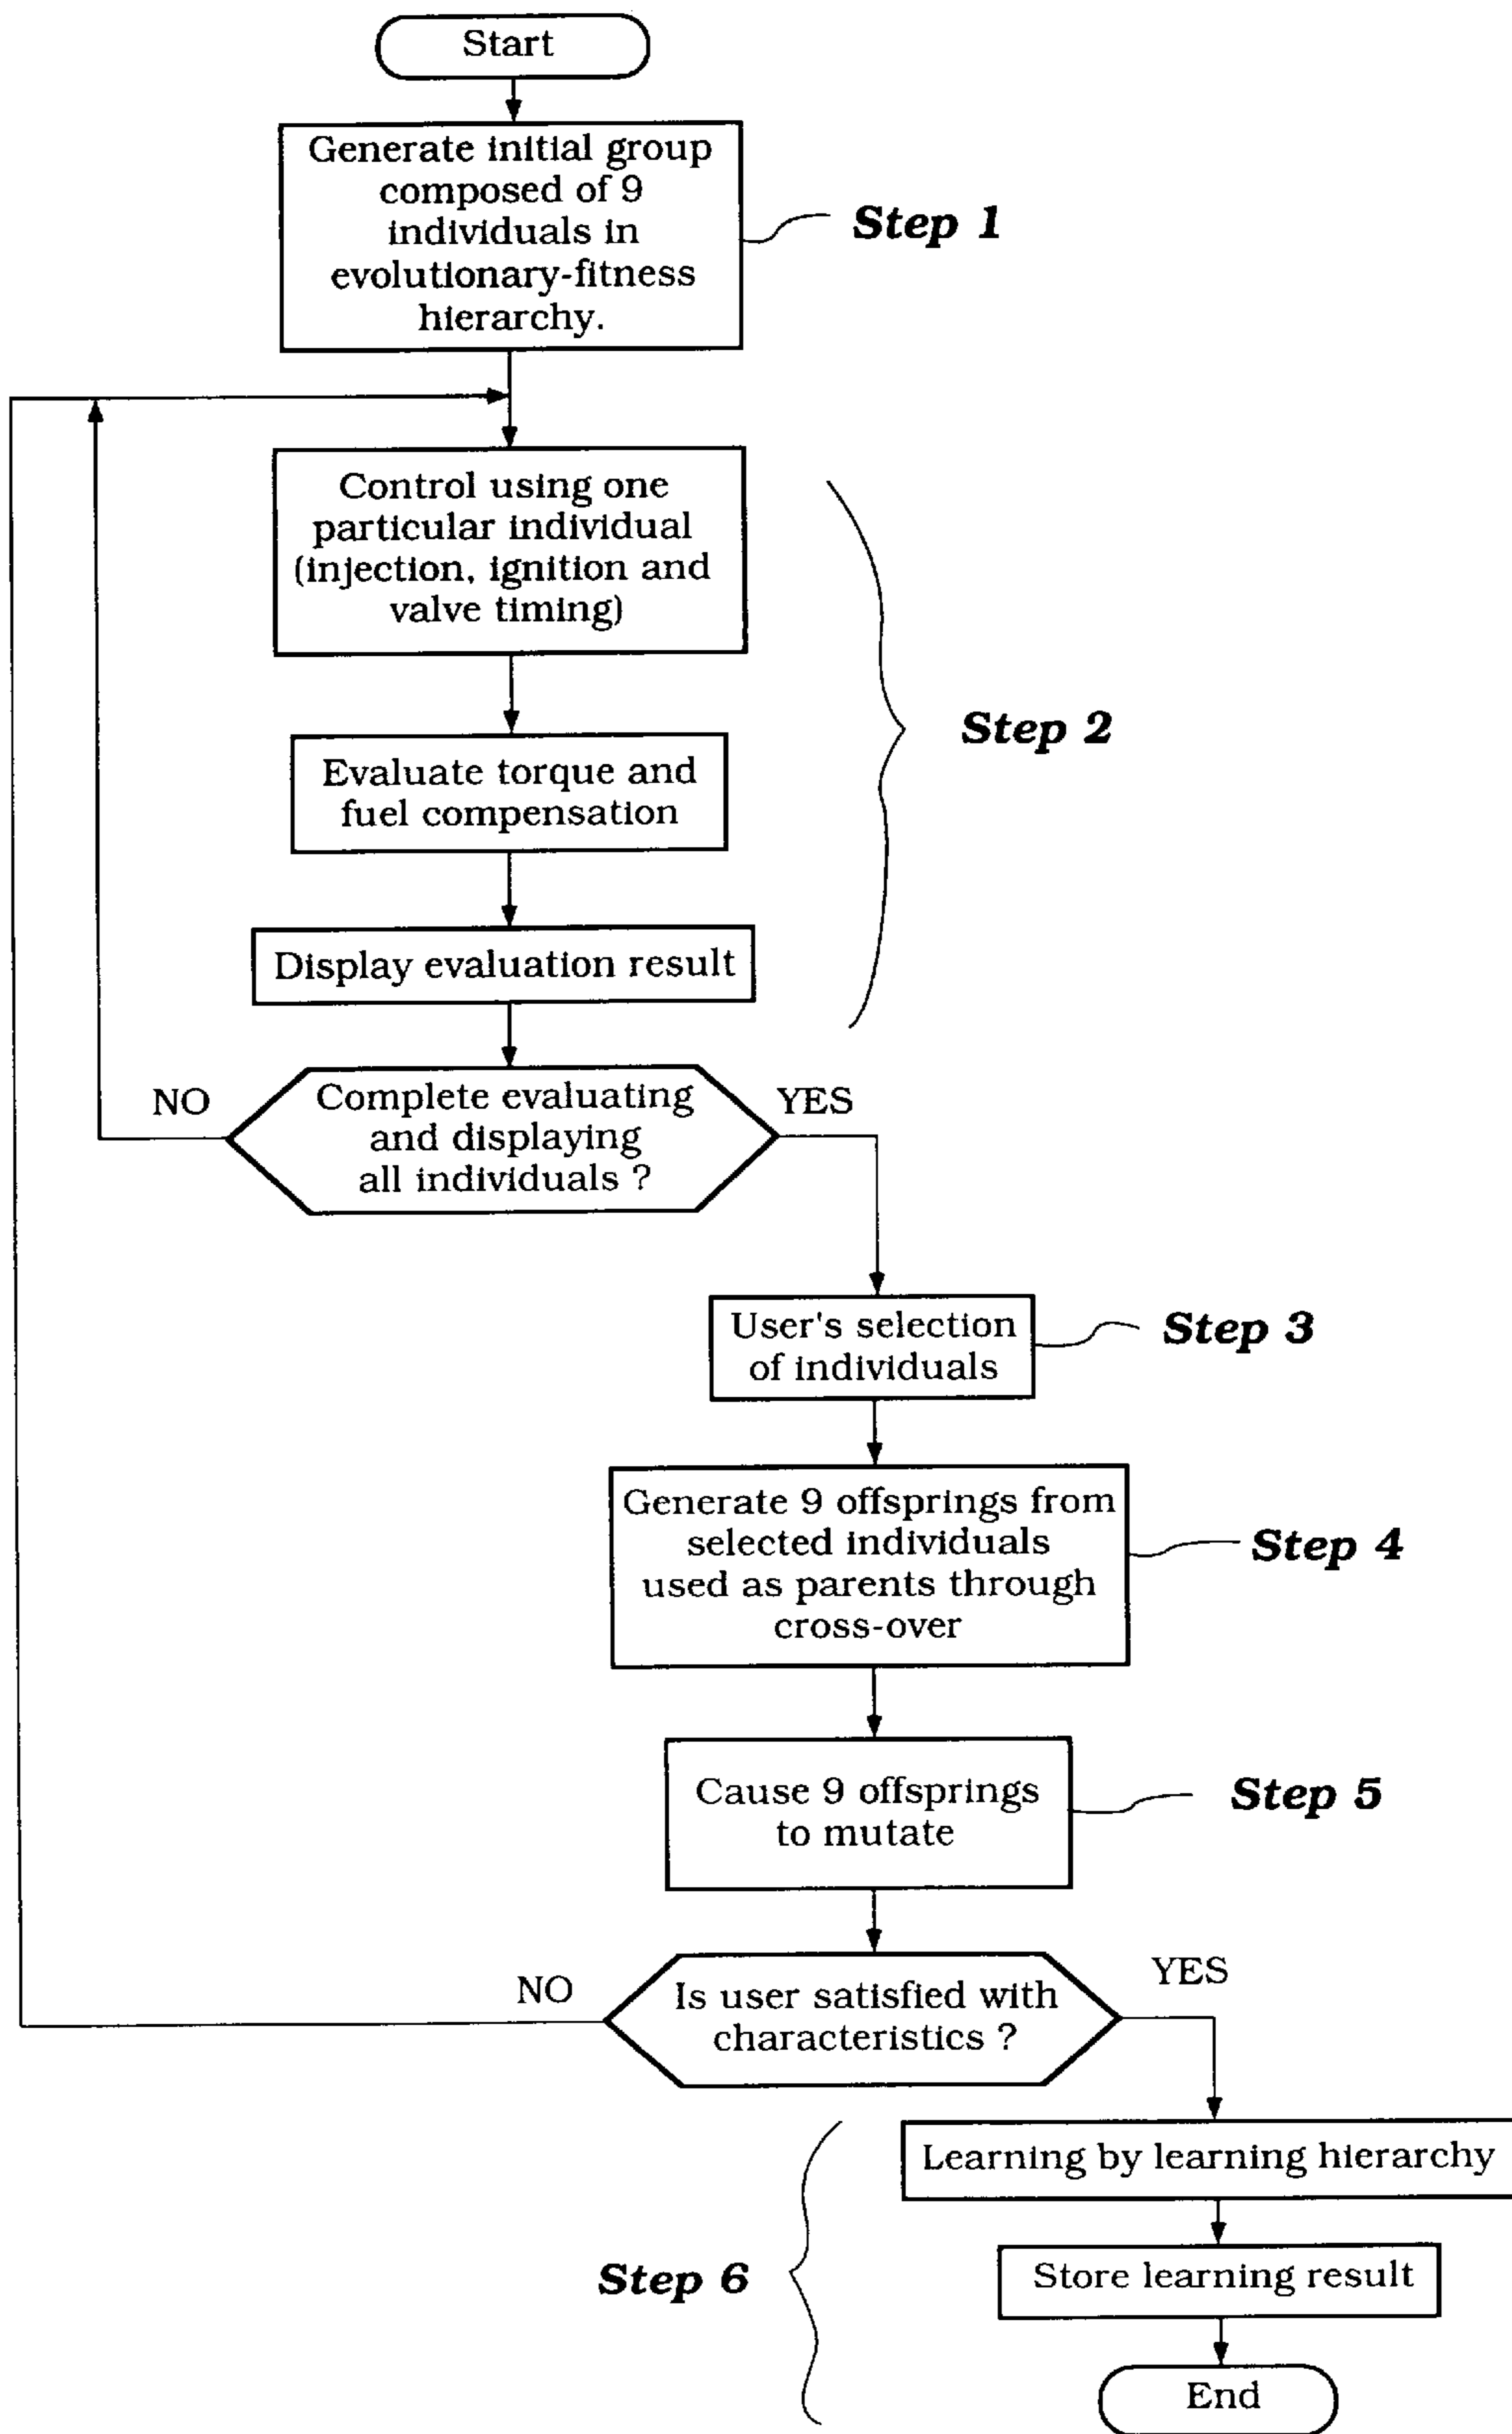 Start
Generate initial group
composed of 9
individuals in
evolutionary-fitness
hierarchy.
Step 1
Control using one
particular individual
(injection, ignition and
valve timing)
Step 2
Evaluate torque and
fuel compensation
Display evaluation result
NO
Complete evaluating
and displaying
all individuals ?
YES
User's selection
of individuals
Step 3
Generate 9 offsprings from
selected individuals
used as parents through
cross-over
Step 4
Cause 9 offsprings
to mutate
Step 5
NO
Is user satisfied with
characteristics ?
YES
Learning by learning hierarchy
Step 6
Store learning result
End